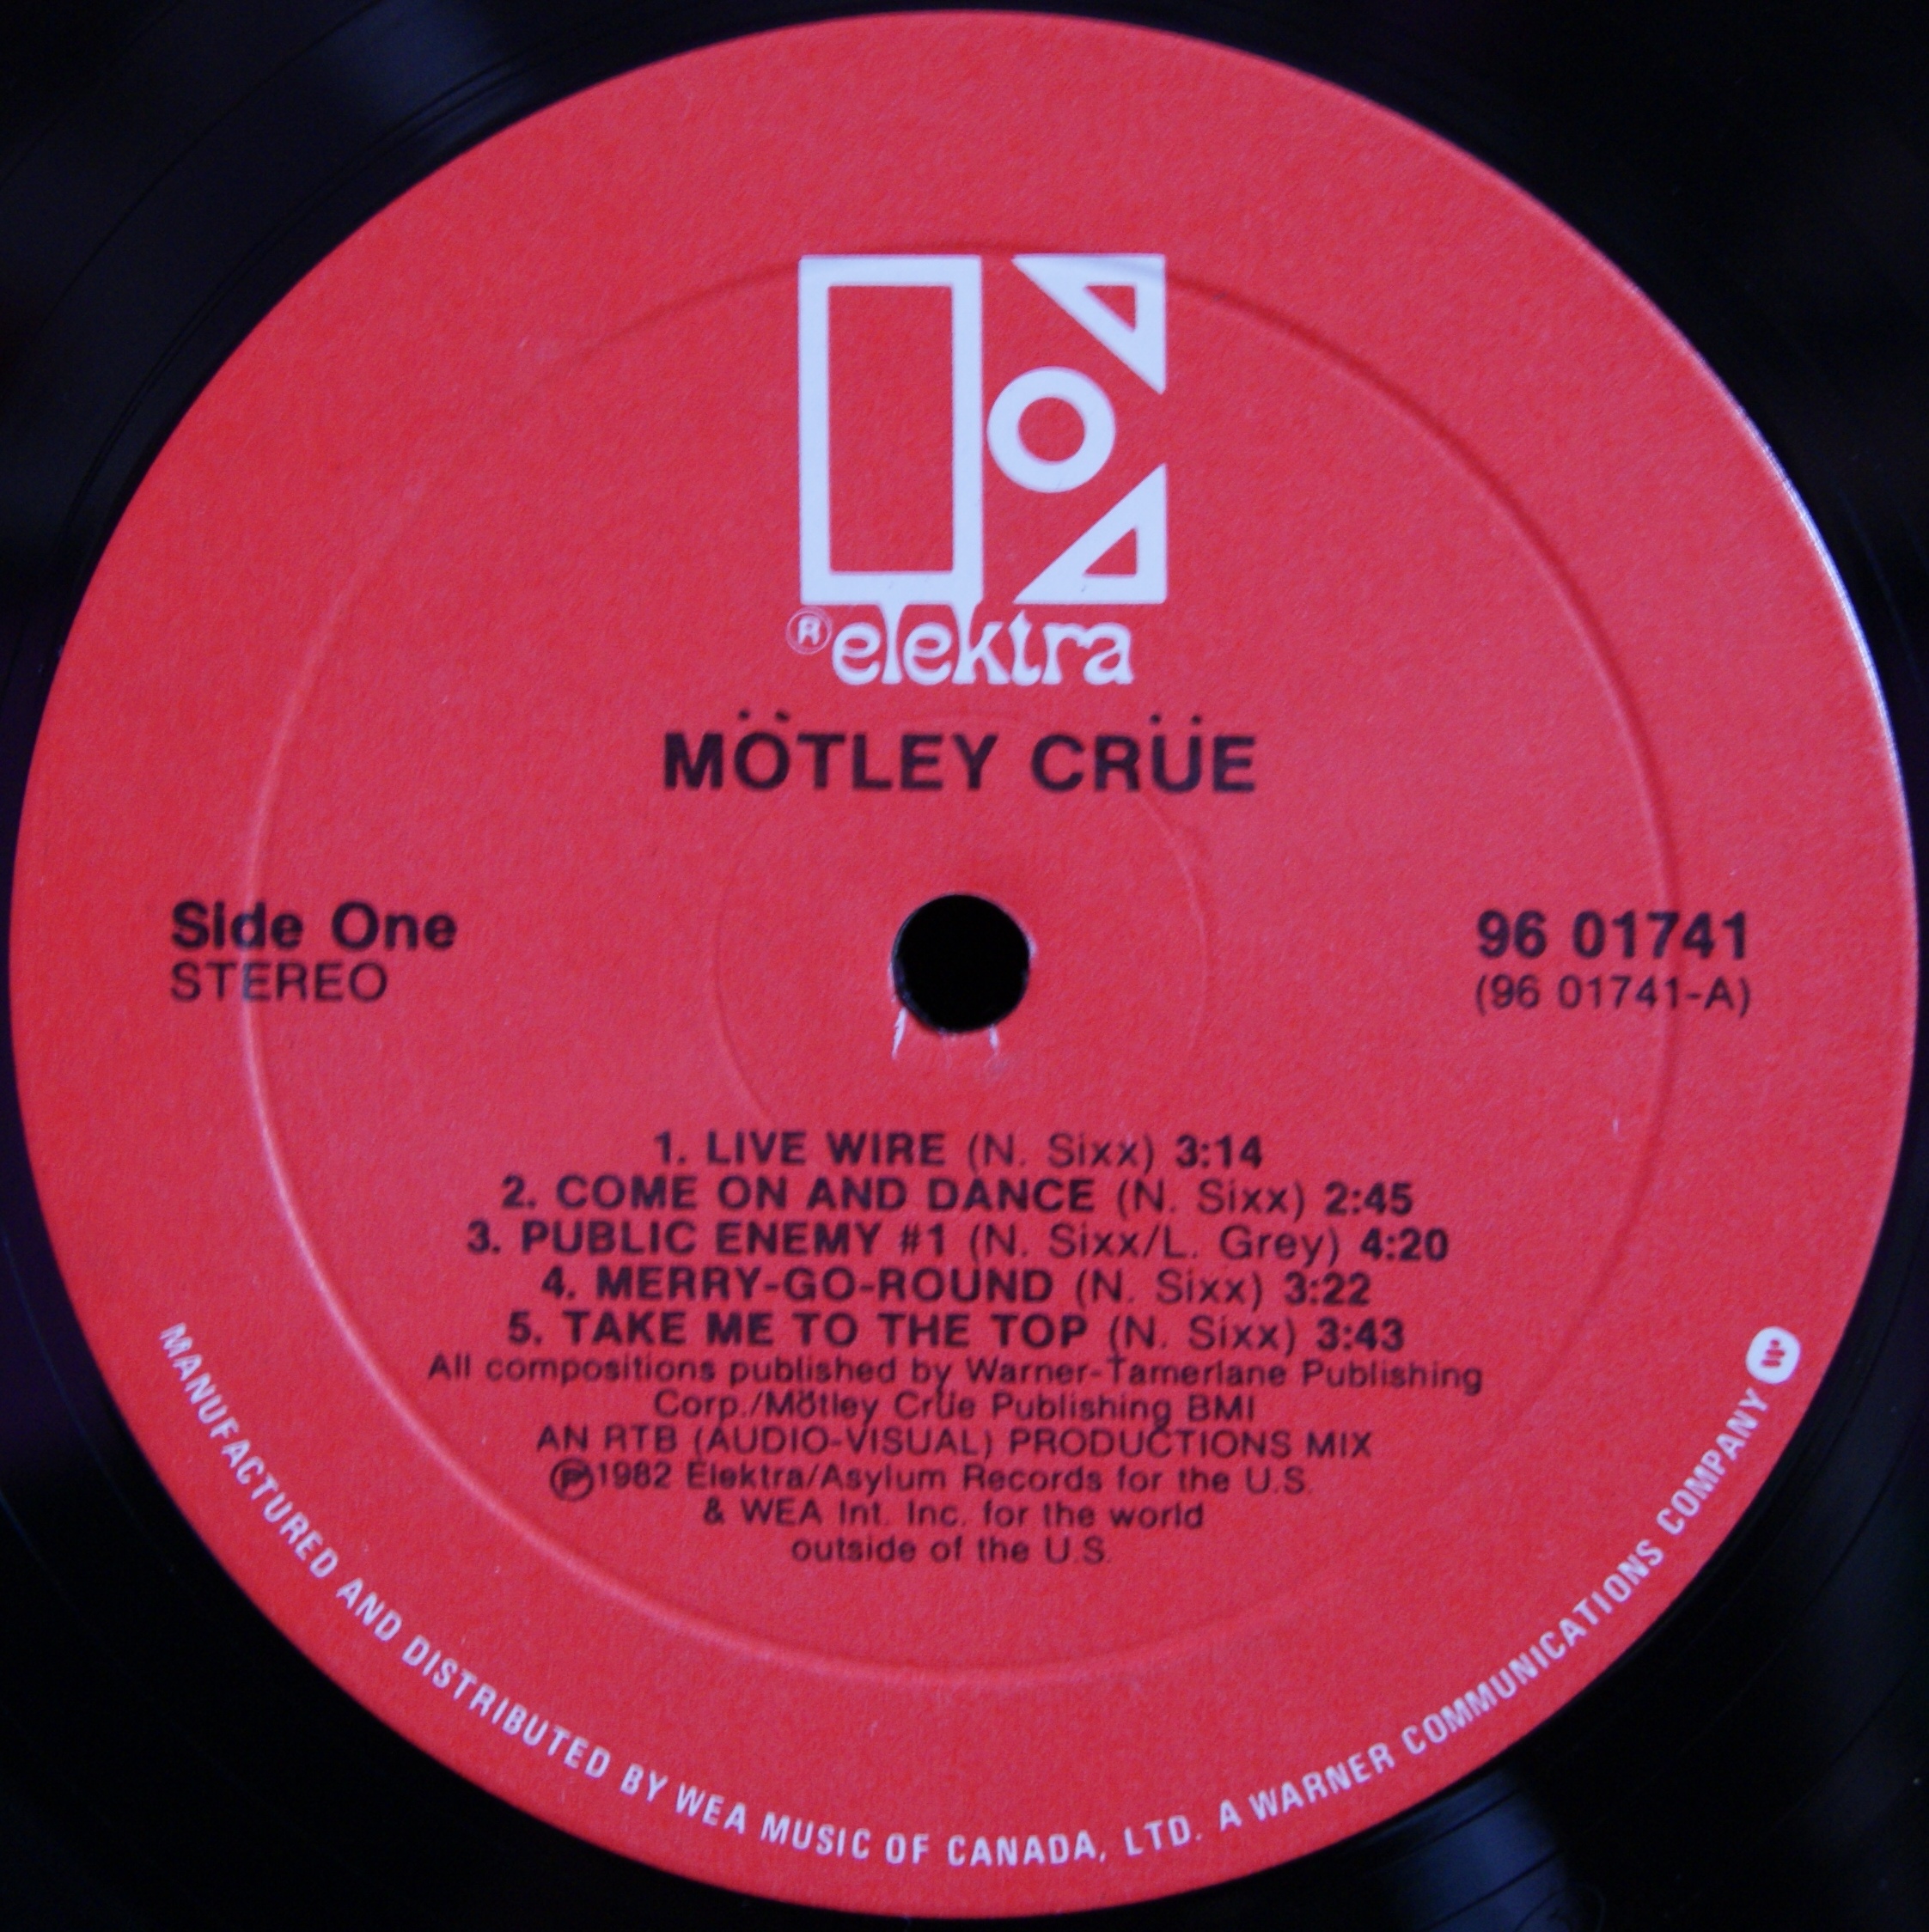 ® elektra
MÖTLEY CRÜE
Side One
STEREO
96 01741
(96 01741-A)
1. LIVE WIRE (N. Sixx) 3:14
2. COME ON AND DANCE (N. Sixx) 2:45
3. PUBLIC ENEMY #1 (N. Sixx/L. Grey) 4:20
4. MERRY-GO-ROUND (N. Sixx) 3:22
5. TAKE ME TO THE TOP (N. Sixx) 3:43
All compositions published by Warner-Tamerlane Publishing
Corp./Mötley Crüe Publishing BMI
AN RTB (AUDIO-VISUAL) PRODUCTIONS MIX
℗1982 Elektra/Asylum Records for the U.S.
& WEA Int. Inc. for the world
outside of the U.S.
MANUFACTURED AND DISTRIBUTED BY WEA MUSIC OF CANADA, LTD. A WARNER COMMUNICATIONS COMPANY